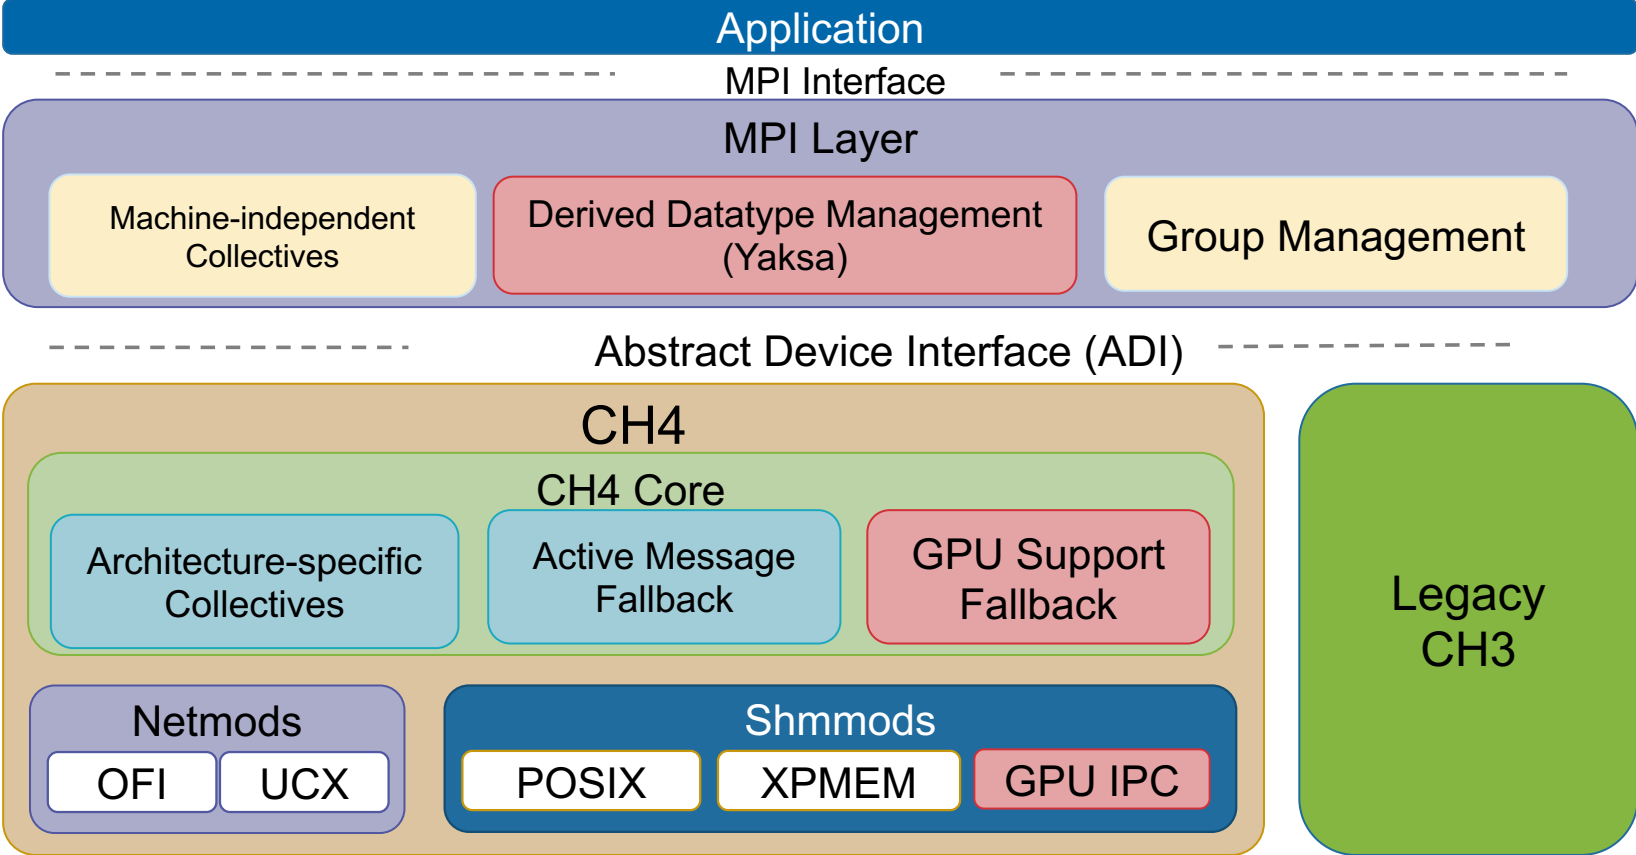 Application
MPI Interface
MPI Layer
Machine-independent
Collectives
Derived Datatype Management
(Yaksa)
Group Management
Abstract Device Interface (ADI)
CH4
CH4 Core
Architecture-specific
Collectives
Active Message
Fallback
GPU Support
Fallback
Legacy
CH3
Netmods
OFI
UCX
Shmmods
POSIX
XPMEM
GPU IPC